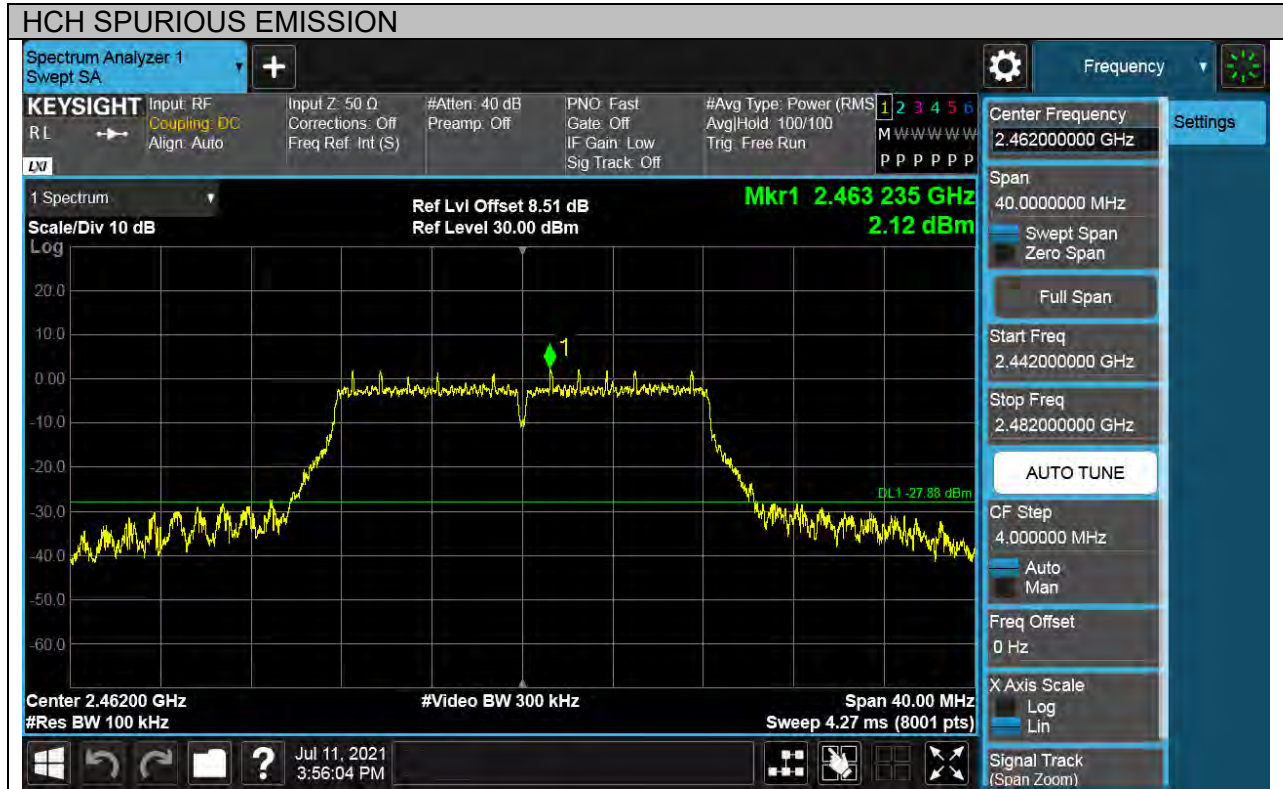 HCH SPURIOUS EMISSION
Spectrum Analyzer 1
Swept SA
Frequency
KEYSIGHT
RL
LXI
Input: RF
Coupling: DC
Align: Auto
Input Z: 50 Ω
Corrections: Off
Freq Ref: Int (S)
#Atten: 40 dB
Preamp: Off
PNO: Fast
Gate: Off
IF Gain: Low
Sig Track: Off
#Avg Type: Power (RMS
Avg|Hold: 100/100
Trig: Free Run
1 2 3 4 5 6
M W W W W W
P P P P P P
1 Spectrum
Scale/Div 10 dB
Ref Lvl Offset 8.51 dB
Ref Level 30.00 dBm
Mkr1 2.463 235 GHz
2.12 dBm
Log
20.0
10.0
0.00
-10.0
-20.0
-30.0
-40.0
-50.0
-60.0
1
DL1 -27.88 dBm
Center 2.46200 GHz
#Res BW 100 kHz
#Video BW 300 kHz
Span 40.00 MHz
Sweep 4.27 ms (8001 pts)
Center Frequency
2.462000000 GHz
Settings
Span
40.0000000 MHz
Swept Span
Zero Span
Full Span
Start Freq
2.442000000 GHz
Stop Freq
2.482000000 GHz
AUTO TUNE
CF Step
4.000000 MHz
Auto
Man
Freq Offset
0 Hz
X Axis Scale
Log
Lin
Signal Track
(Span Zoom)
?
Jul 11, 2021
3:56:04 PM